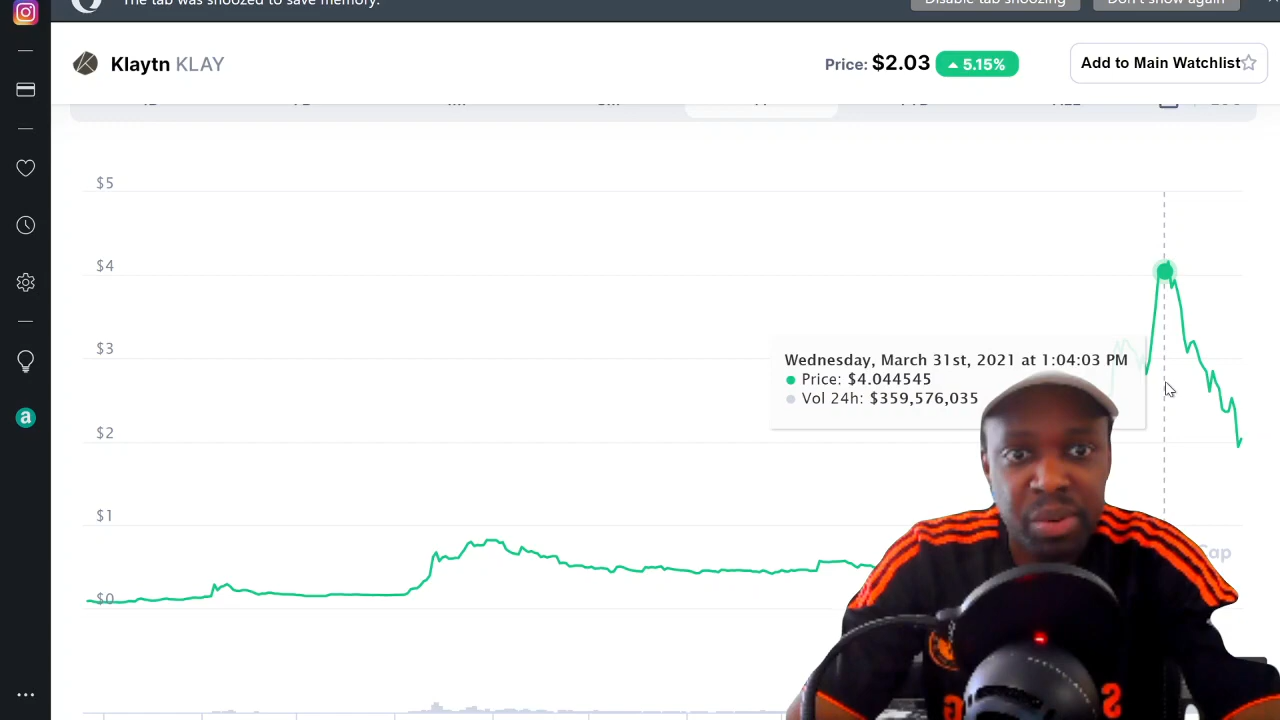 The tab was snoozed to save memory.
Disable tab snoozing
Don't show again
Klaytn KLAY
Price: $2.03 5.15%
Add to Main Watchlist
$5
$4
$3
Wednesday, March 31st, 2021 at 1:04:03 PM
Price: $4.044545
Vol 24h: $359,576,035
$2
$1
Cap
$0
a
S